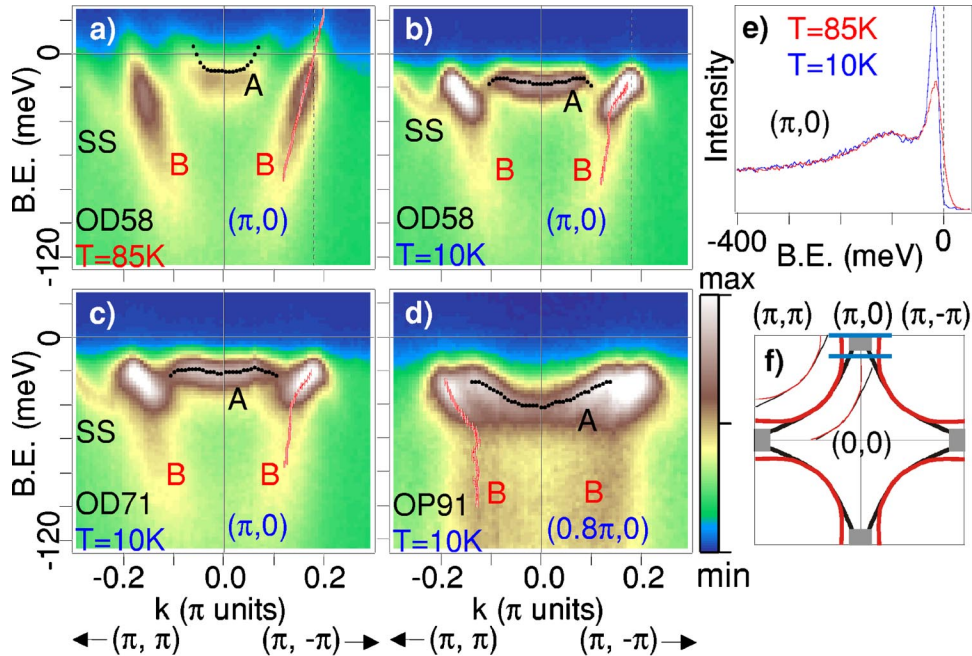 a)
0
B.E. (meV)
-120
A
SS
B
B
OD58
(π,0)
T=85K
b)
A
SS
B
B
OD58
(π,0)
T=10K
e)
T=85K
T=10K
Intensity
(π,0)
-400
0
B.E. (meV)
c)
0
B.E. (meV)
-120
A
SS
B
B
OD71
(π,0)
T=10K
-0.2
0.0
0.2
k (π units)
(π, π)
(π, -π)
d)
A
B
B
OP91
(0.8π,0)
T=10K
-0.2
0.0
0.2
k (π units)
(π, π)
(π, -π)
max
min
(π,π)
(π,0)
(π,-π)
f)
(0,0)